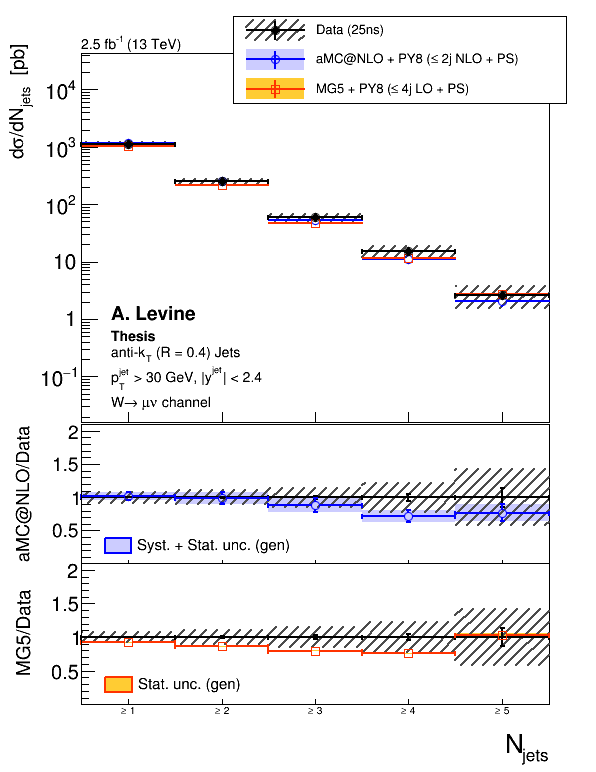 2.5 fb⁻¹ (13 TeV)
Data (25ns)
aMC@NLO + PY8 (≤ 2j NLO + PS)
MG5 + PY8 (≤ 4j LO + PS)
dσ/dN_jets [pb]
10⁴
10³
10²
10
1
10⁻¹
A. Levine
Thesis
anti-k_T (R = 0.4) Jets
p_T^jet > 30 GeV, |y^jet| < 2.4
W→ μν channel
aMC@NLO/Data
2
1.5
1
0.5
Syst. + Stat. unc. (gen)
MG5/Data
2
1.5
1
0.5
Stat. unc. (gen)
≥ 1 ≥ 2 ≥ 3 ≥ 4 ≥ 5
N_jets